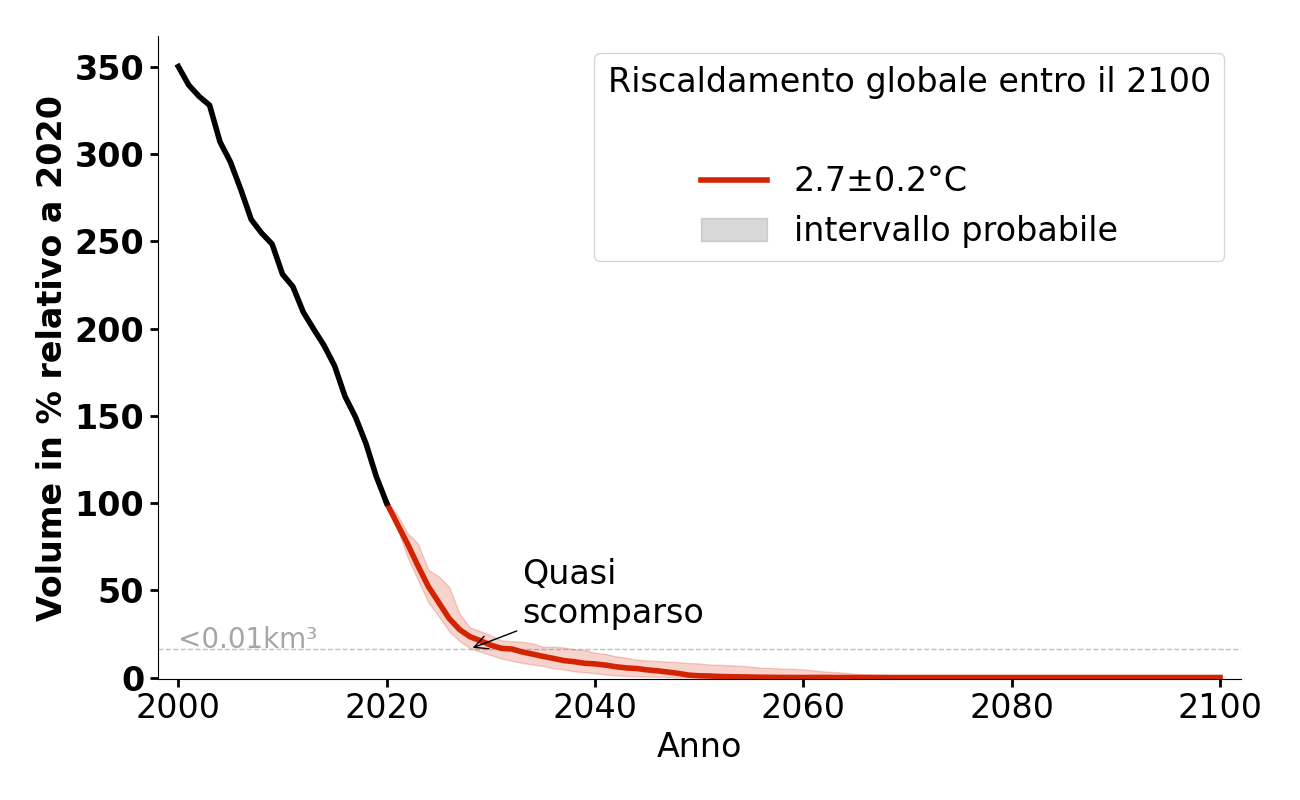 Volume in % relativo a 2020
350
300
250
200
150
100
50
0
Riscaldamento globale entro il 2100
2.7±0.2°C
intervallo probabile
Quasi
scomparso
<0.01km³
2000 2020 2040 2060 2080 2100
Anno